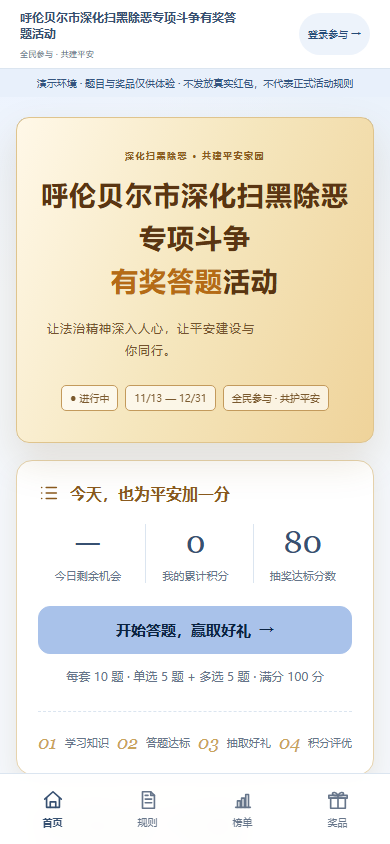 呼伦贝尔市深化扫黑除恶专项斗争有奖答
题活动
全民参与 · 共建平安
登录参与 →
演示环境 · 题目与奖品仅供体验 · 不发放真实红包，不代表正式活动规则
深化扫黑除恶 • 共建平安家园
呼伦贝尔市深化扫黑除恶
专项斗争
有奖答题活动
让法治精神深入人心，让平安建设与
你同行。
• 进行中
11/13 — 12/31
全民参与 · 共护平安
今天，也为平安加一分
—
0
80
今日剩余机会
我的累计积分
抽奖达标分数
开始答题，赢取好礼 →
每套 10 题 · 单选 5 题 + 多选 5 题 · 满分 100 分
01 学习知识 02 答题达标 03 抽取好礼 04 积分评优
首页
规则
榜单
奖品